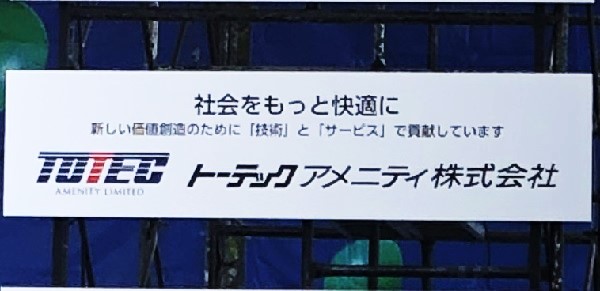 社会をもっと快適に
新しい価値創造のために「技術」と「サービス」で貢献しています
TOTEC トーテックアメニティ株式会社
AMENITY LIMITED